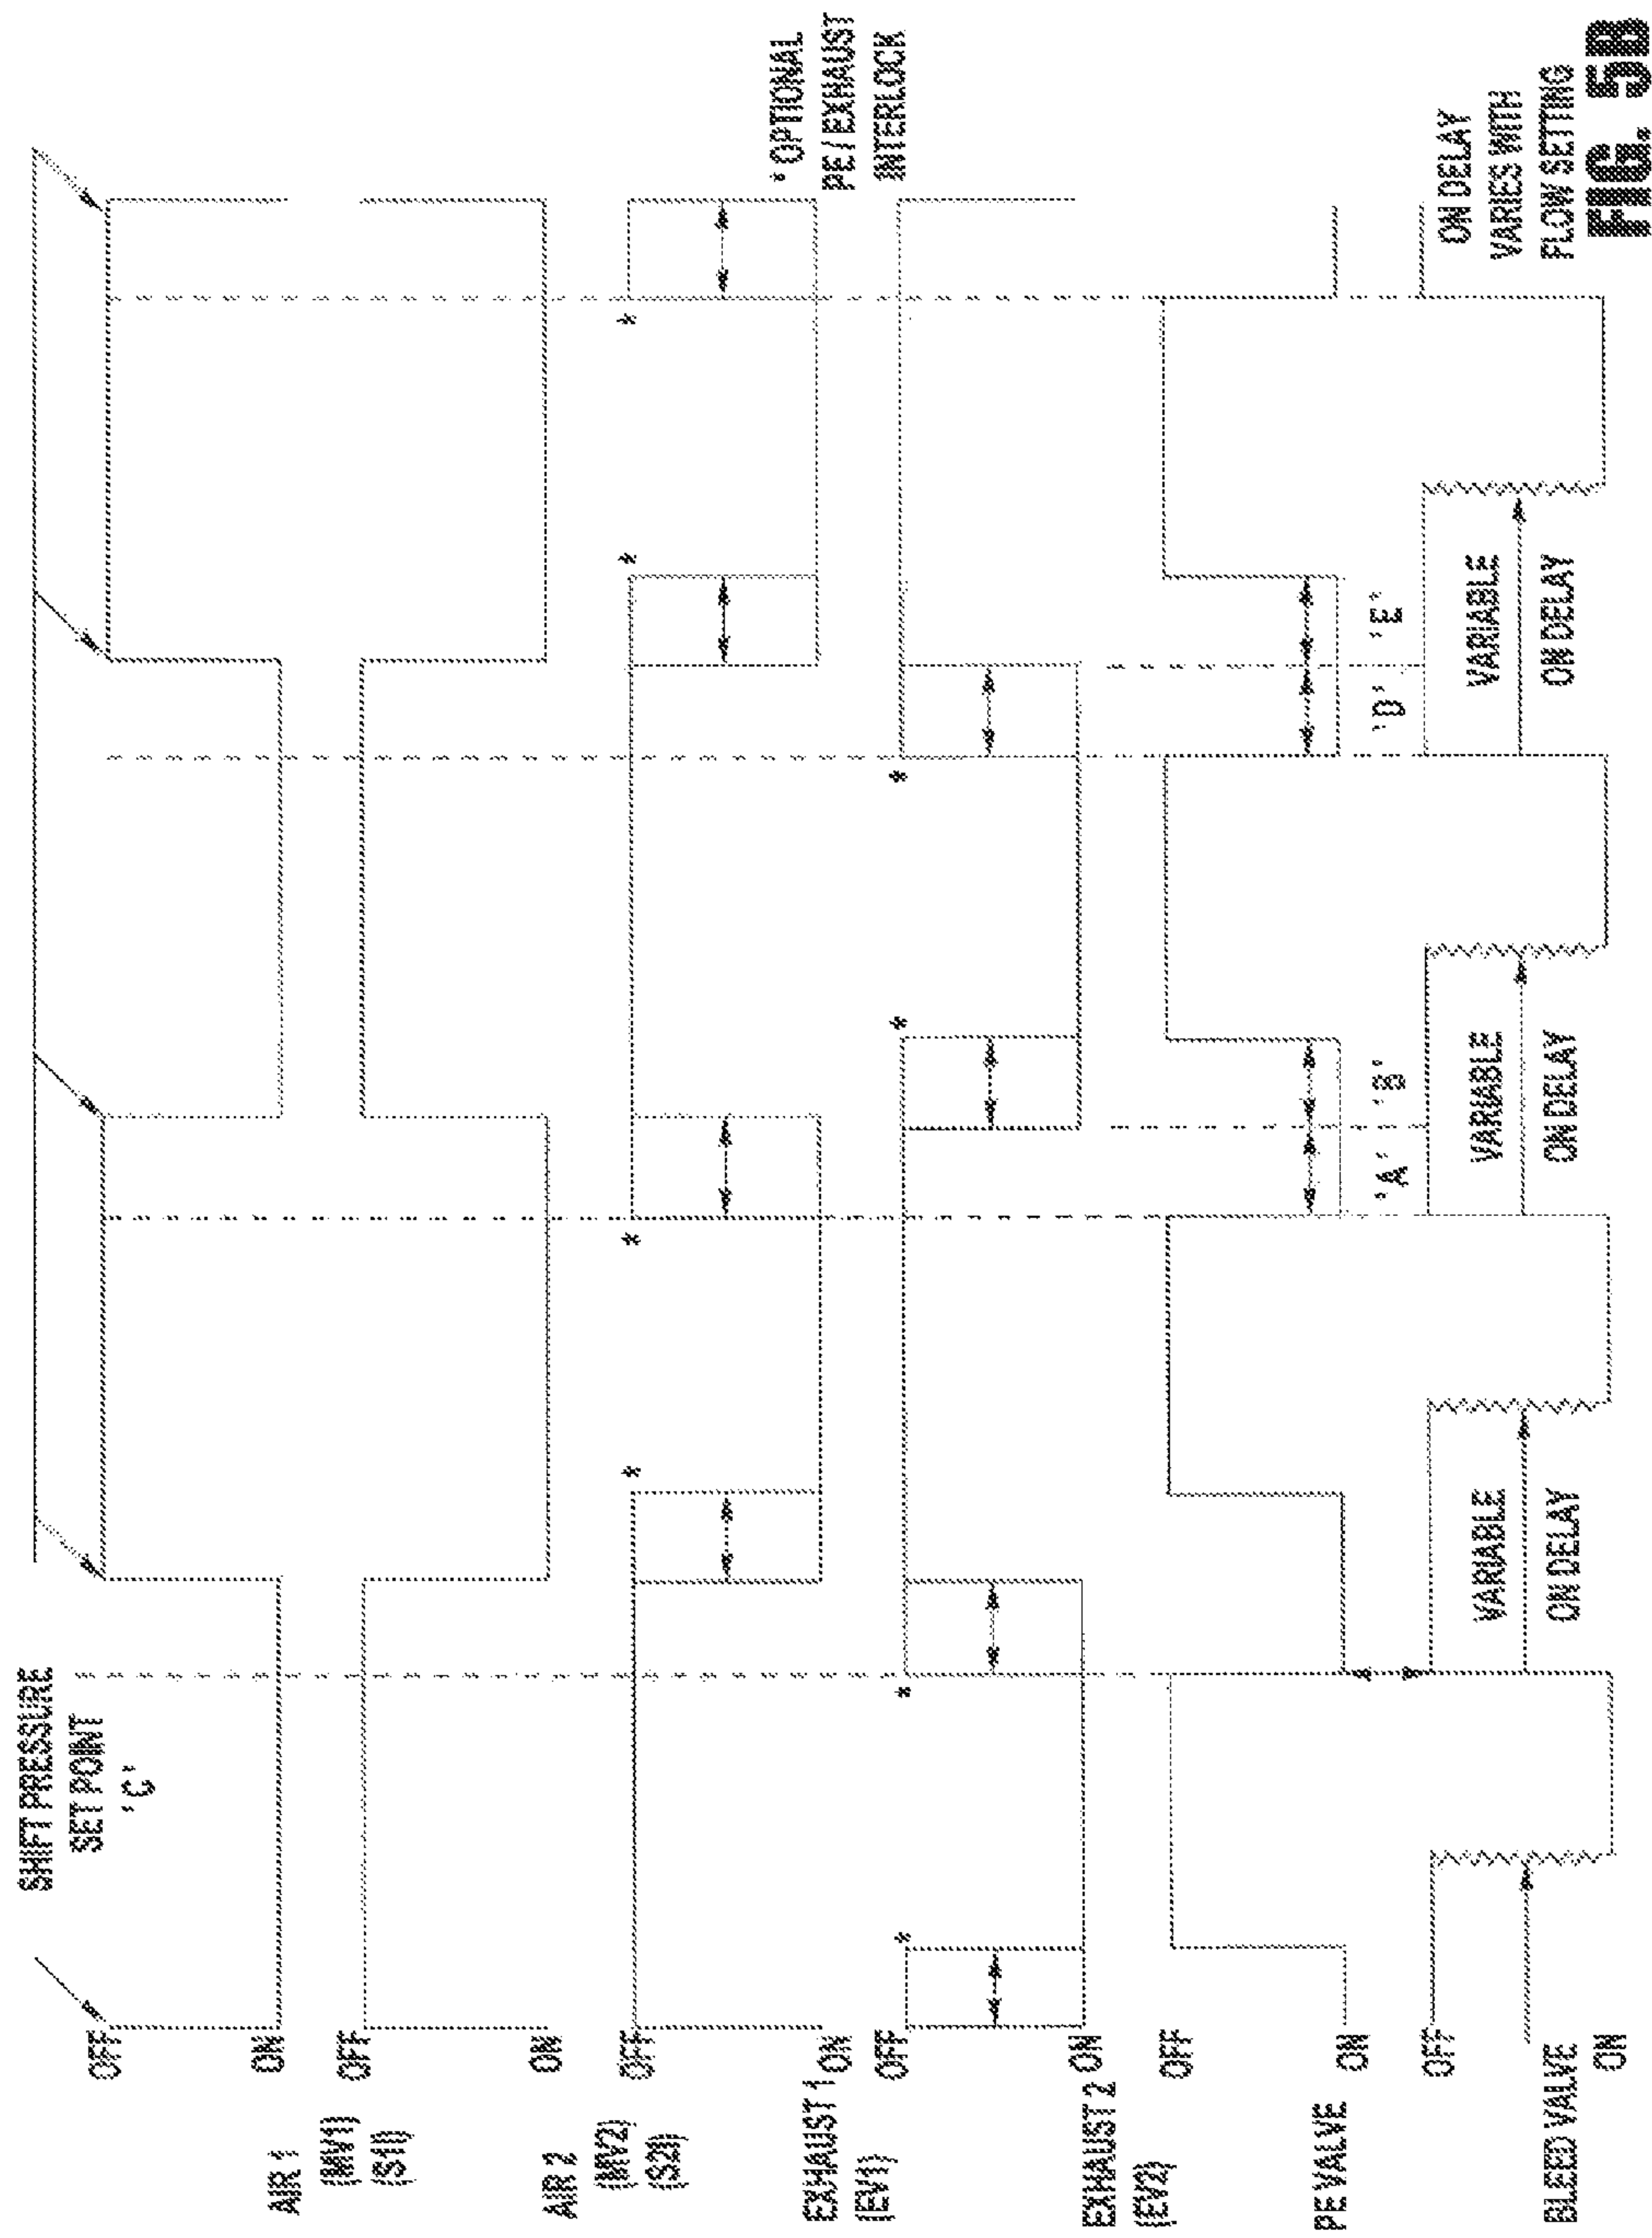 SHIFT PRESSURE
SET POINT
'C'
OFF
ON
AIR 1
(MV1)
(S1)
OFF
ON
AIR 2
(MV2)
(S2)
OFF
*
*
*
*
ON
EXHAUST 1
(EV1)
* OPTIONAL
PE / EXHAUST
INTERLOCK
OFF
*
*
*
*
ON
EXHAUST 2
(EV2)
OFF
ON
PE VALVE
'A' 'B'
'D' 'E'
OFF
ON
BLEED VALVE
VARIABLE
ON DELAY
VARIABLE
ON DELAY
VARIABLE
ON DELAY
ON DELAY
VARIES WITH
FLOW SETTING
FIG. 5B